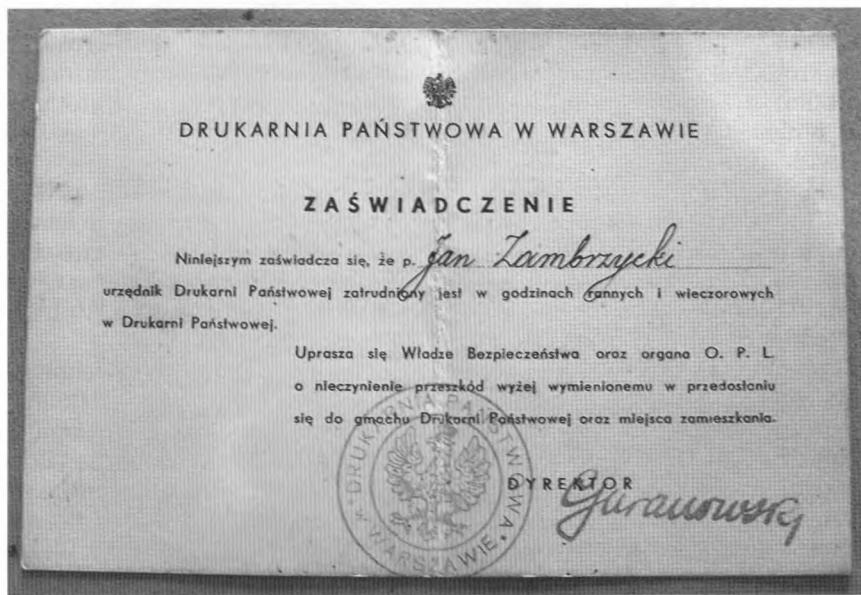 DRUKARNIA PAŃSTWOWA W WARSZAWIE
ZAŚWIADCZENIE
Niniejszym zaświadcza się, że p. Jan Zambrzycki
urzędnik Drukarni Państwowej zatrudniony jest w godzinach rannych i wieczorowych
w Drukarni Państwowej.
Uprasza się Władze Bezpieczeństwa oraz organa O. P. L.
o nieczynienie przeszkód wyżej wymienionemu w przedostaniu
się do gmachu Drukarni Państwowej oraz miejsca zamieszkania.
DRUKARNIA PAŃSTWOWA
W WARSZAWIE
DYREKTOR